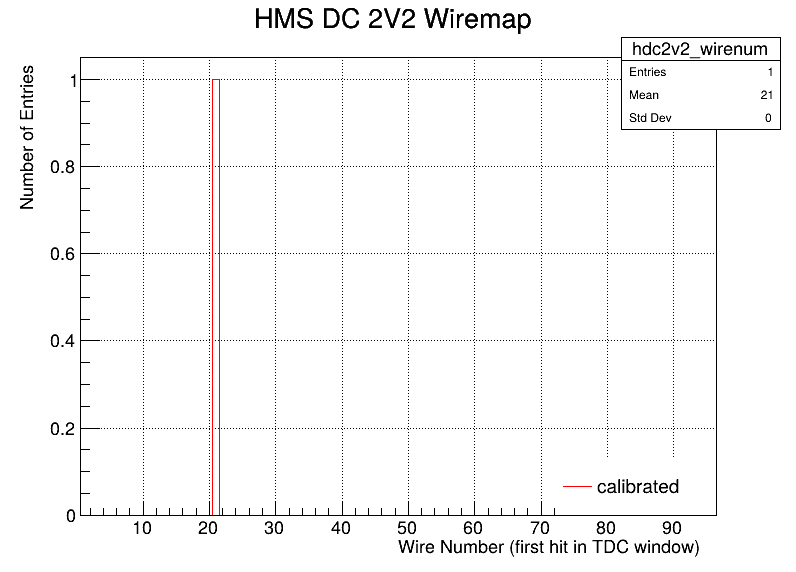 HMS DC 2V2 Wiremap
hdc2v2_wirenum
Entries 1
Mean 21
Std Dev 0
Number of Entries
1
0.8
0.6
0.4
0.2
0
10 20 30 40 50 60 70 80 90
Wire Number (first hit in TDC window)
calibrated